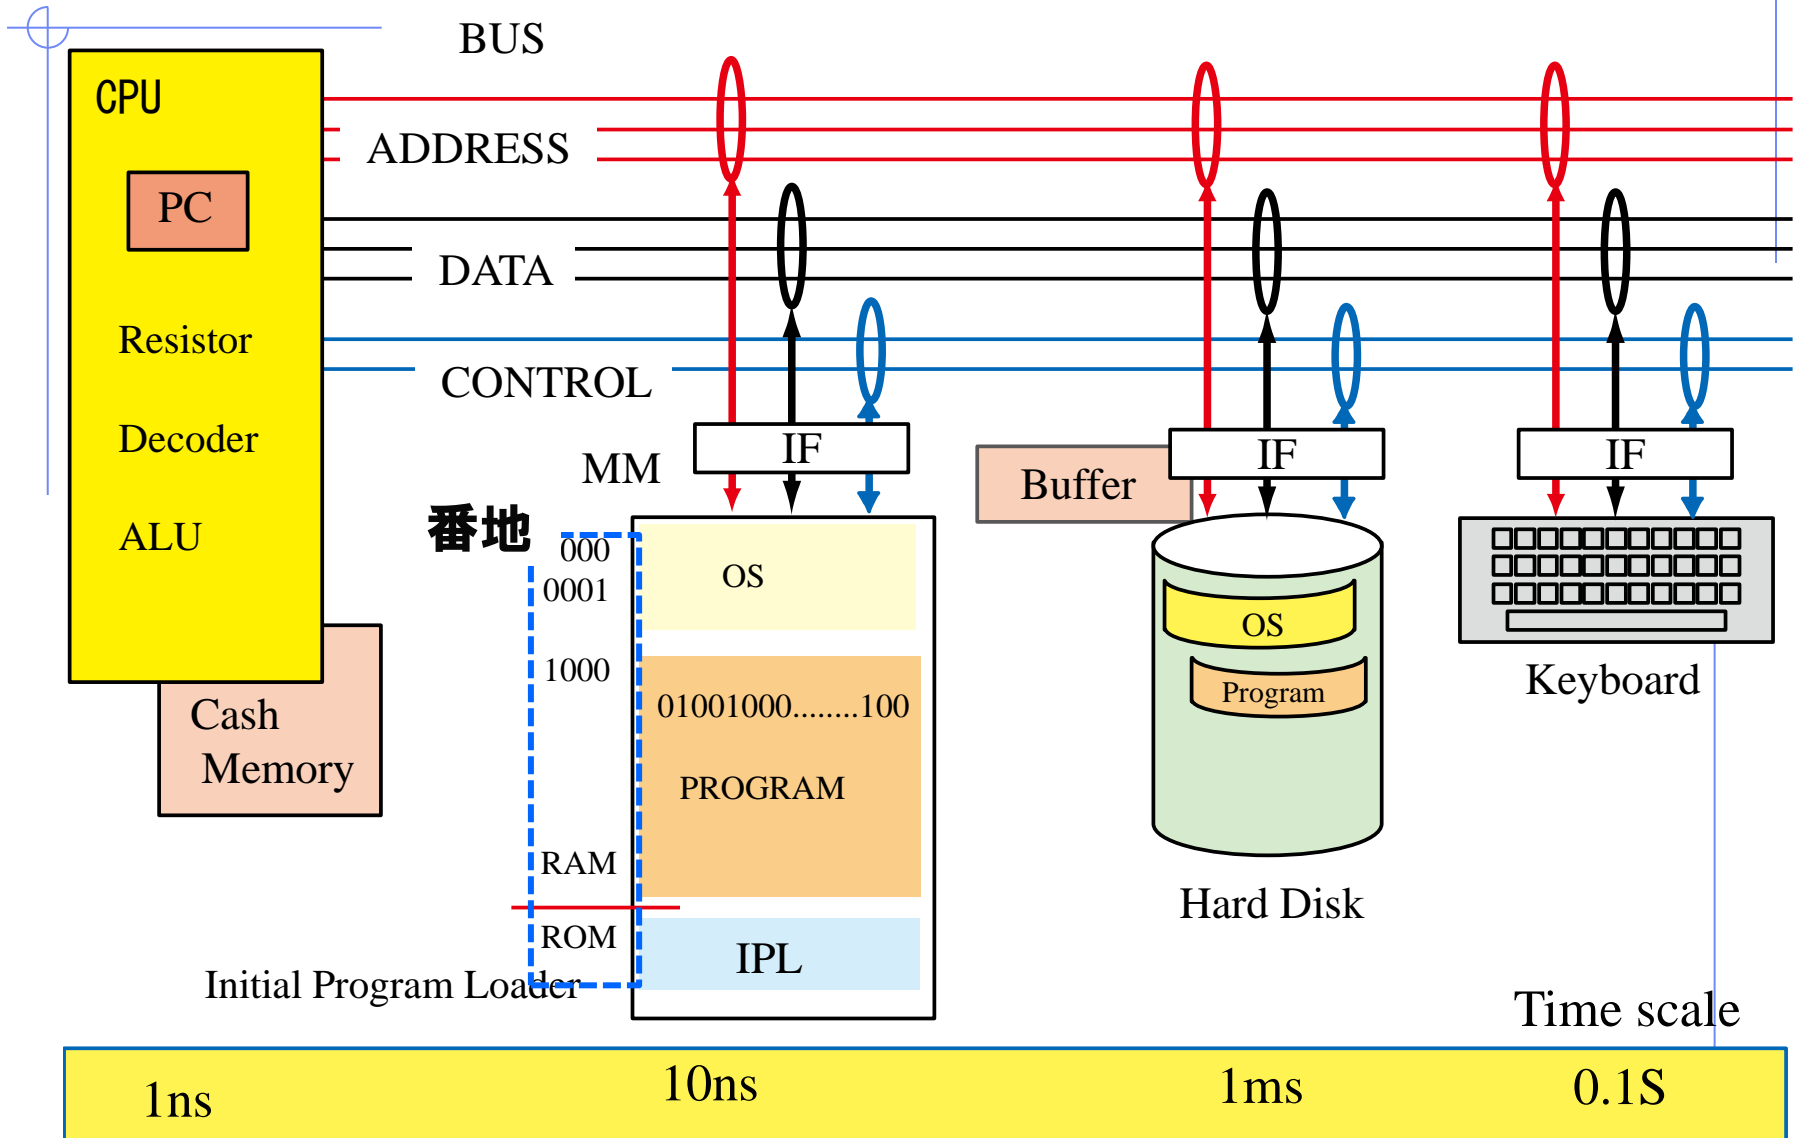 BUS
CPU
ADDRESS
PC
DATA
Resistor
CONTROL
Decoder
IF
IF
IF
MM
Buffer
ALU
番地
000
0001
OS
OS
1000
Program
Keyboard
Cash
Memory
01001000........100
PROGRAM
RAM
Hard Disk
ROM
IPL
Initial Program Loader
Time scale
1ns
10ns
1ms
0.1S